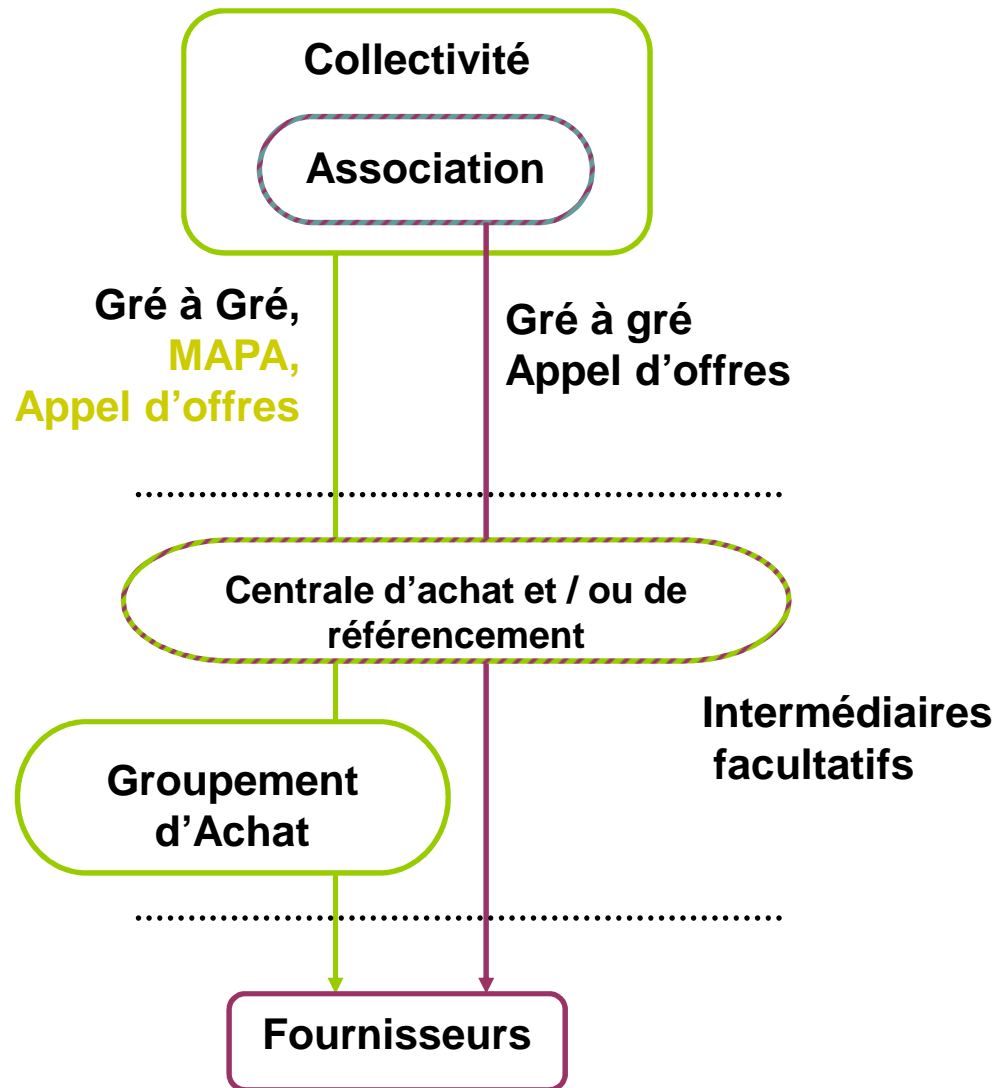 Collectivité
Association
Gré à Gré,
MAPA,
Appel d’offres
Gré à gré
Appel d’offres
Centrale d’achat et / ou de
référencement
Intermédiaires
facultatifs
Groupement
d’Achat
Fournisseurs